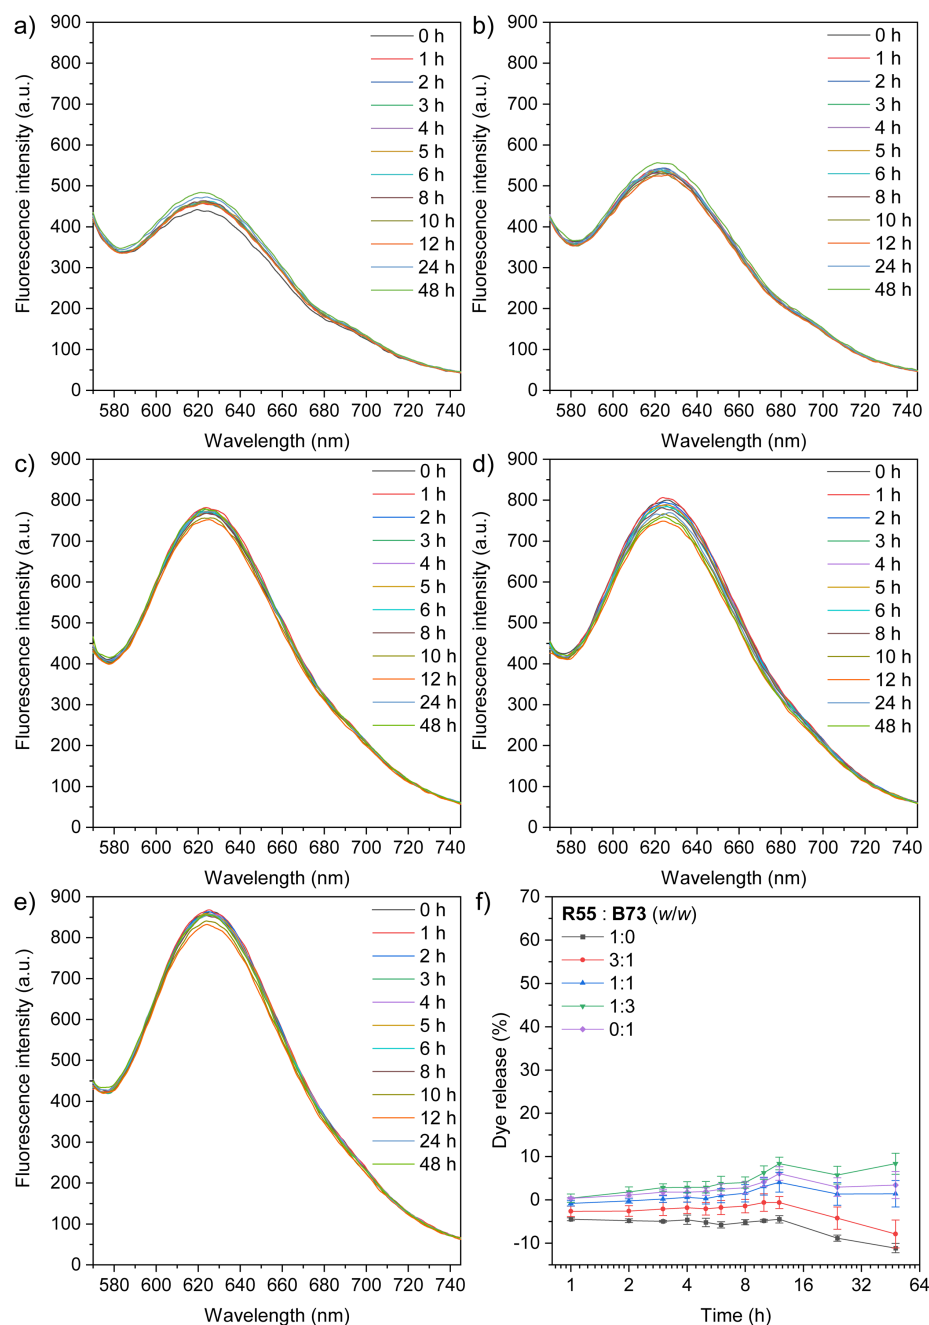 a)
Fluorescence intensity (a.u.)
900
800
700
600
500
400
300
200
100
0
0 h
1 h
2 h
3 h
4 h
5 h
6 h
8 h
10 h
12 h
24 h
48 h
580 600 620 640 660 680 700 720 740
Wavelength (nm)
b)
Fluorescence intensity (a.u.)
900
800
700
600
500
400
300
200
100
0
0 h
1 h
2 h
3 h
4 h
5 h
6 h
8 h
10 h
12 h
24 h
48 h
580 600 620 640 660 680 700 720 740
Wavelength (nm)
c)
Fluorescence intensity (a.u.)
900
800
700
600
500
400
300
200
100
0
0 h
1 h
2 h
3 h
4 h
5 h
6 h
8 h
10 h
12 h
24 h
48 h
580 600 620 640 660 680 700 720 740
Wavelength (nm)
d)
Fluorescence intensity (a.u.)
900
800
700
600
500
400
300
200
100
0
0 h
1 h
2 h
3 h
4 h
5 h
6 h
8 h
10 h
12 h
24 h
48 h
580 600 620 640 660 680 700 720 740
Wavelength (nm)
e)
Fluorescence intensity (a.u.)
900
800
700
600
500
400
300
200
100
0
0 h
1 h
2 h
3 h
4 h
5 h
6 h
8 h
10 h
12 h
24 h
48 h
580 600 620 640 660 680 700 720 740
Wavelength (nm)
f)
Dye release (%)
70
60
50
40
30
20
10
0
-10
R55 : B73 (w/w)
1:0
3:1
1:1
1:3
0:1
1 2 4 8 16 32 64
Time (h)